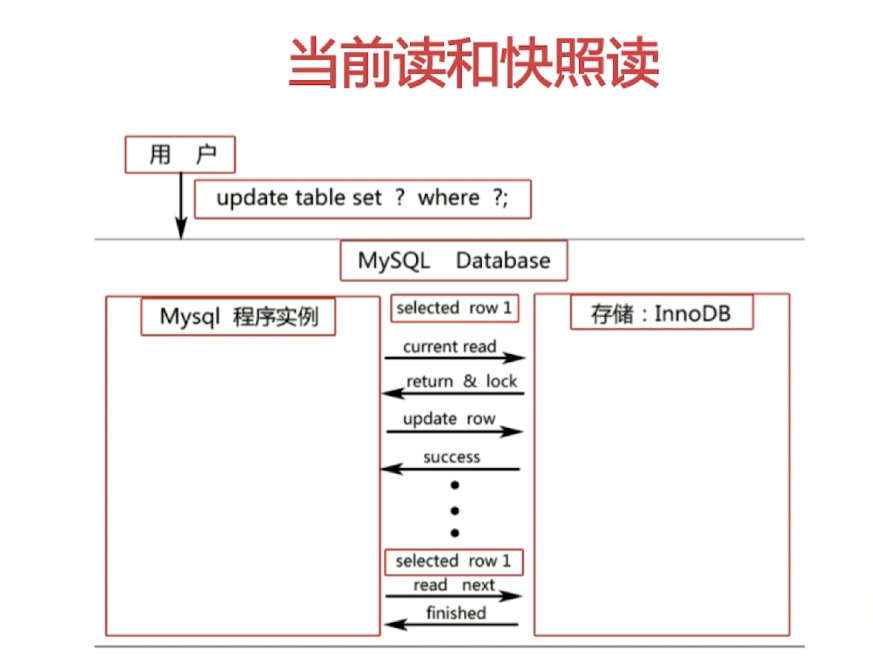 当前读和快照读
用 户
update table set ? where ?;
MySQL Database
Mysql 程序实例
selected row 1
存储：InnoDB
current read
return & lock
update row
success
selected row 1
read next
finished